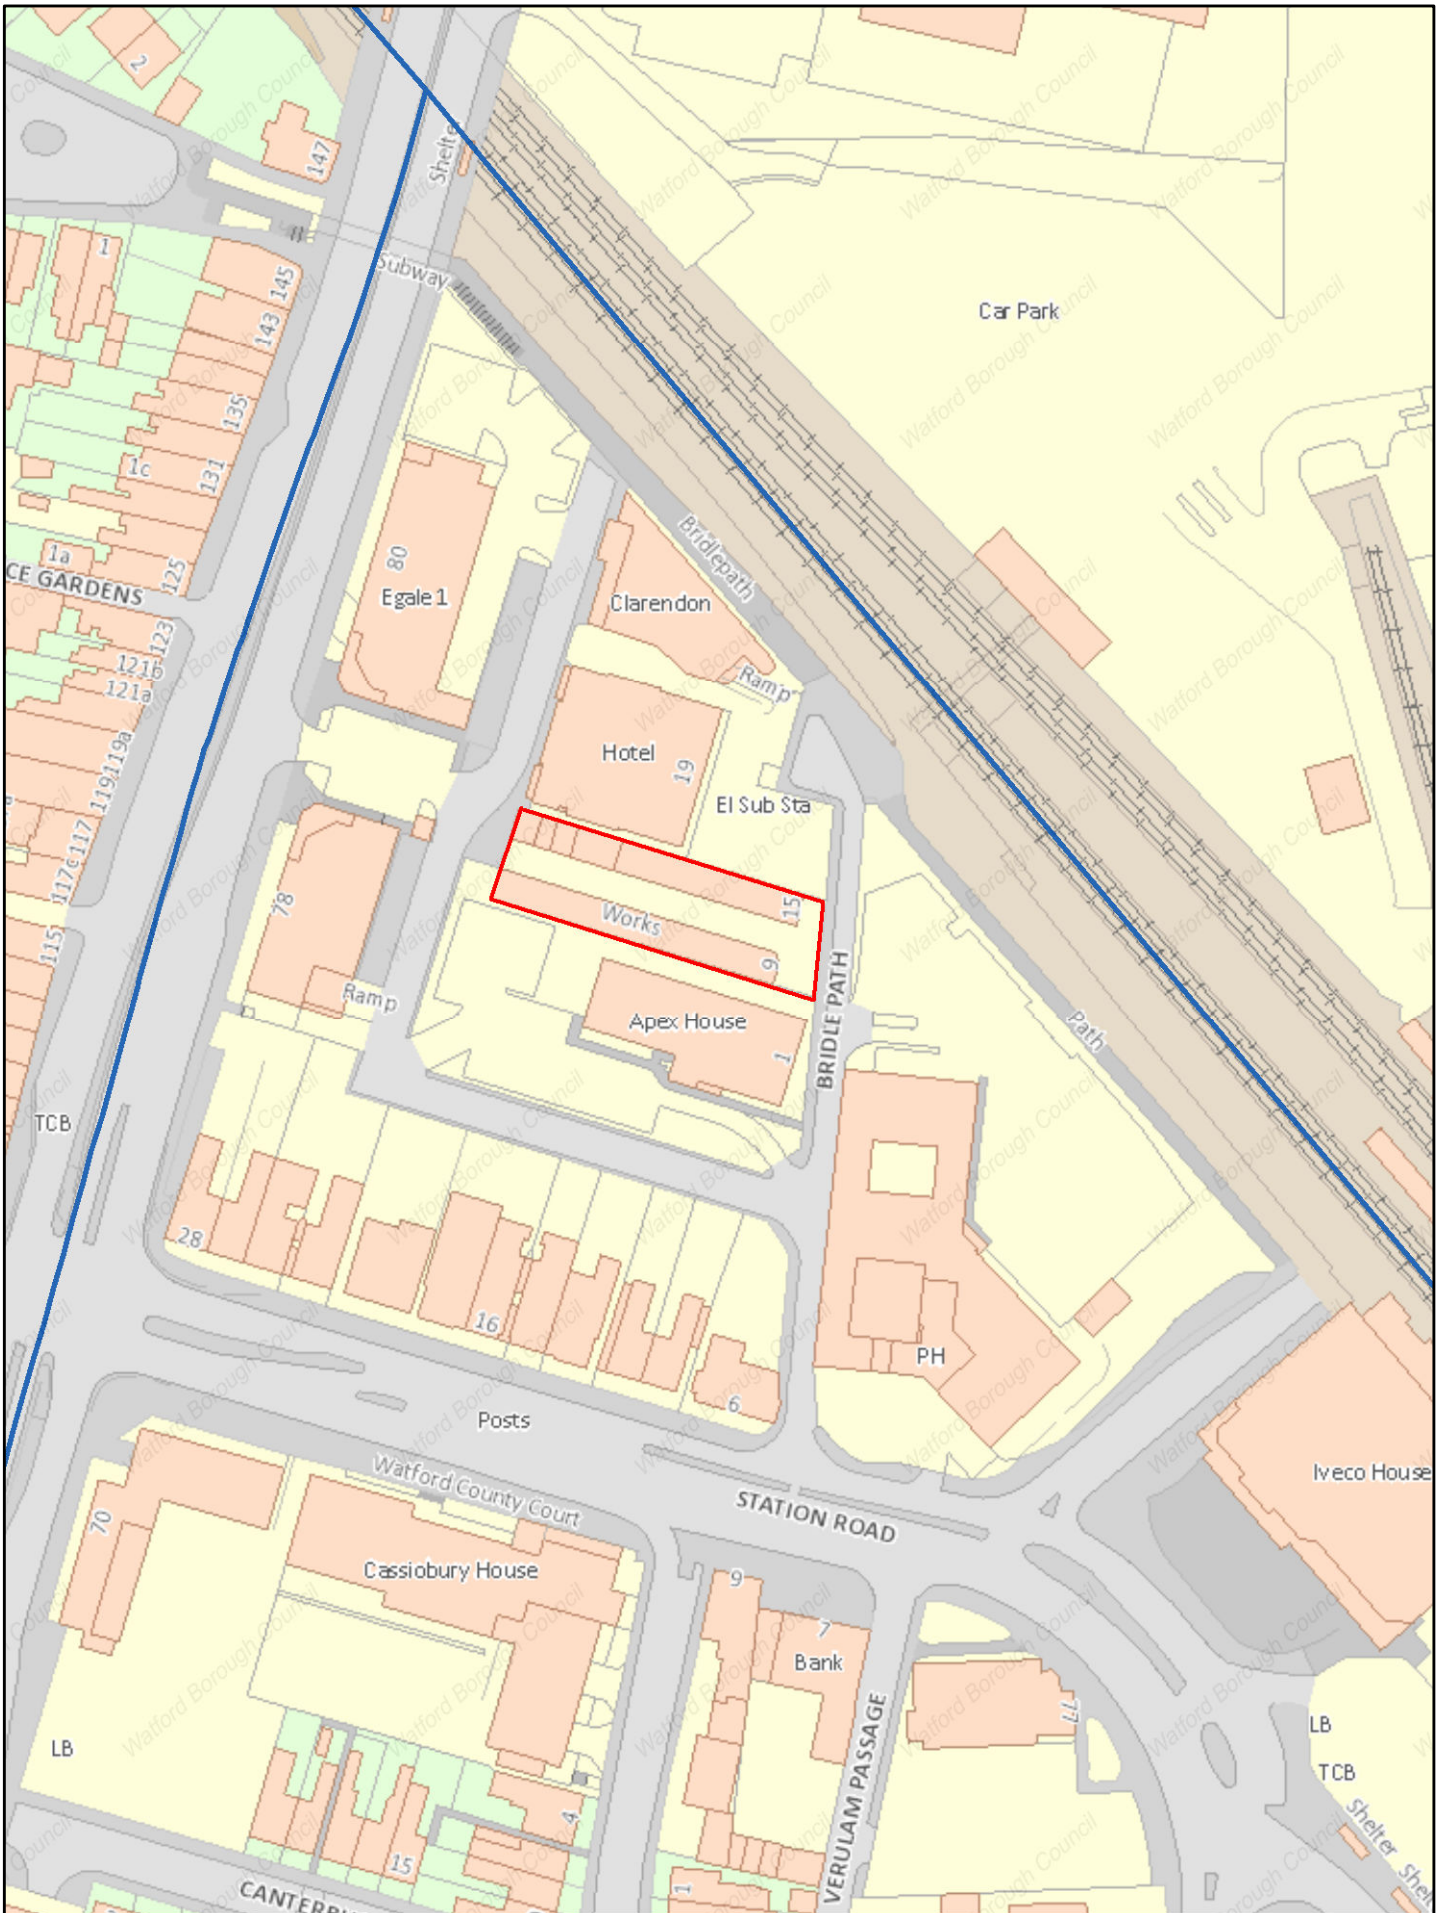 2
147
Shelte
1
Subway
145
143
Car Park
135
1c
131
1a
80
Egale 1
Bridlepath
125
CE GARDENS
Clarendon
123
121b
121a
Ramp
Hotel
19
119a
119
El Sub Sta
117
117c
78
15
Works
115
9
Ramp
Apex House
1
BRIDLE PATH
Path
TCB
28
16
PH
6
Posts
Watford County Court
STATION ROAD
Iveco House
70
Cassiobury House
9
7
Bank
77
LB
LB
TCB
VERULAM PASSAGE
Shelter
Shel
4
15
1
CANTERB
Watford Borough Council